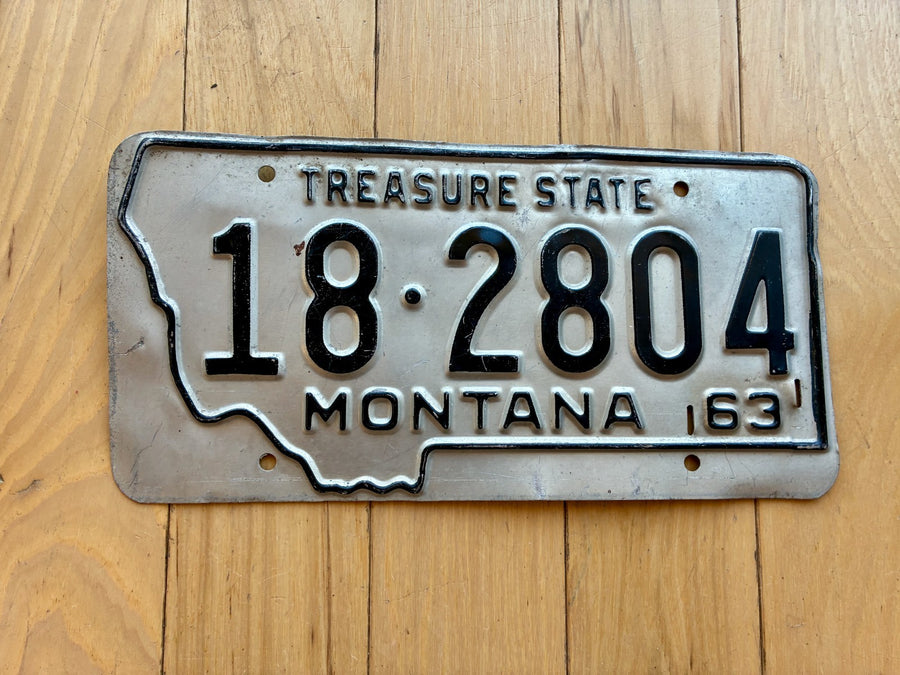 TREASURE STATE
18·2804
MONTANA 63